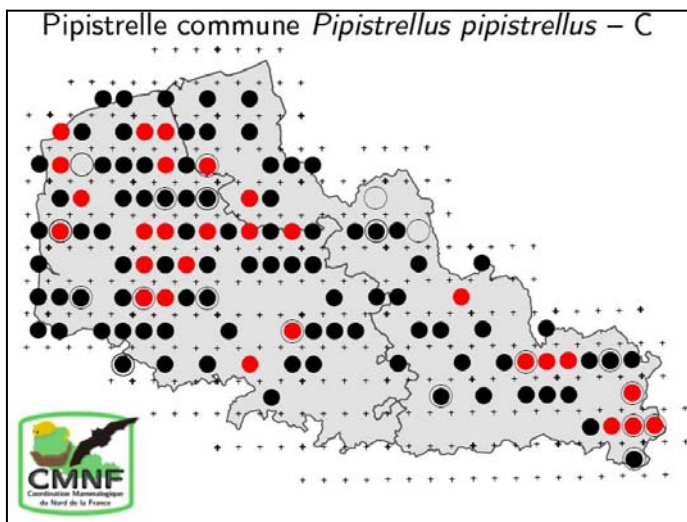 Pipistrelle commune Pipistrellus pipistrellus – C
CMNF
Coordination Mammalogique
du Nord de la France